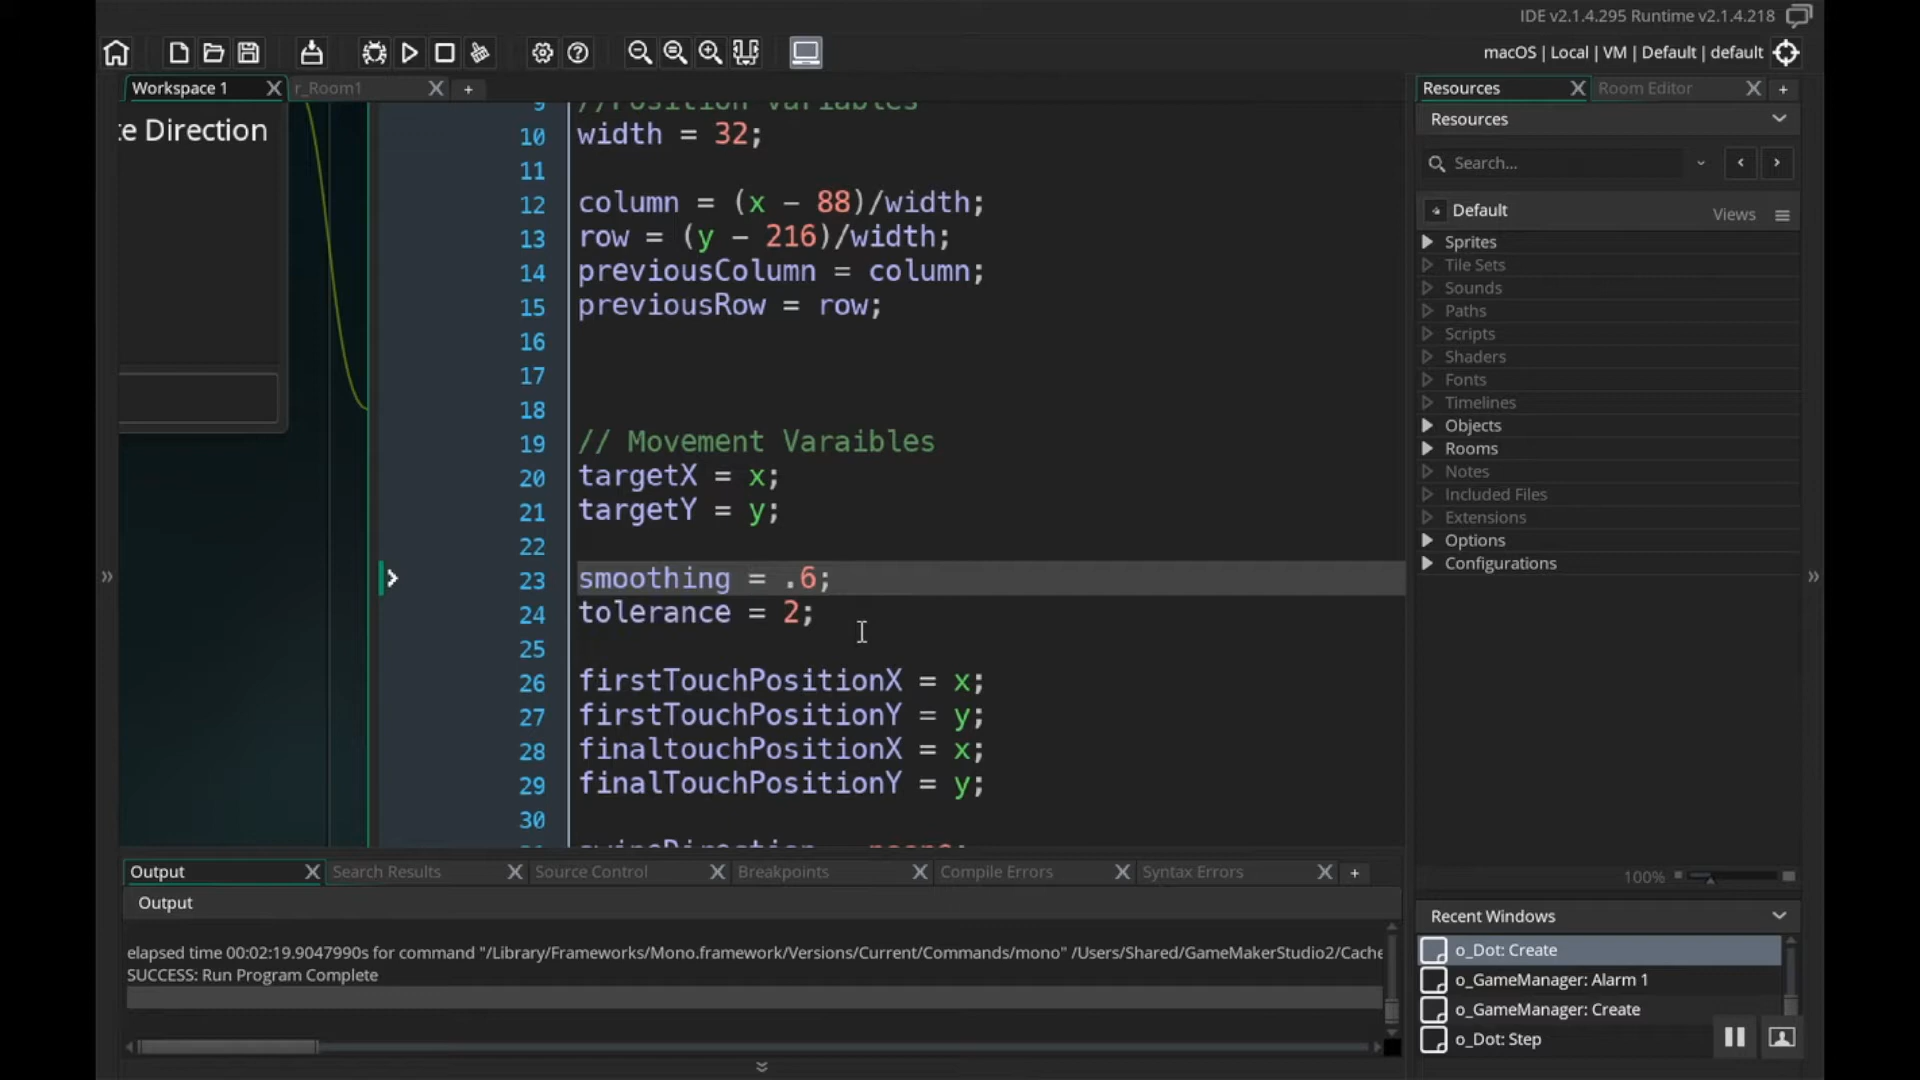 IDE v2.1.4.295 Runtime v2.1.4.218
macOS | Local | VM | Default | default
Workspace 1
r_Room1
+
te Direction
9 //Position Variables
10 width = 32;
11
12 column = (x - 88)/width;
13 row = (y - 216)/width;
14 previousColumn = column;
15 previousRow = row;
16
17
18
19 // Movement Varaibles
20 targetX = x;
21 targetY = y;
22
23 smoothing = .6;
24 tolerance = 2;
25
26 firstTouchPositionX = x;
27 firstTouchPositionY = y;
28 finaltouchPositionX = x;
29 finalTouchPositionY = y;
30
Resources
Room Editor
+
Resources
Search...
Default
Views
Sprites
Tile Sets
Sounds
Paths
Scripts
Shaders
Fonts
Timelines
Objects
Rooms
Notes
Included Files
Extensions
Options
Configurations
100%
Output
Search Results
Source Control
Breakpoints
Compile Errors
Syntax Errors
+
Output
elapsed time 00:02:19.9047990s for command "/Library/Frameworks/Mono.framework/Versions/Current/Commands/mono" /Users/Shared/GameMakerStudio2/Cache
SUCCESS: Run Program Complete
Recent Windows
o_Dot: Create
o_GameManager: Alarm 1
o_GameManager: Create
o_Dot: Step